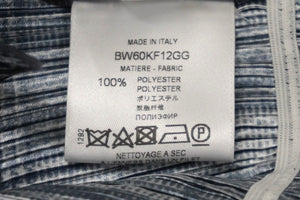 MADE IN ITALY
BW60KF12GG
MATIERE - FABRIC
100% POLYESTER
POLYESTER
ポリエステル
聚酯纤维
ПОЛИЭФИР
1292
P
NETTOYAGE A SEC